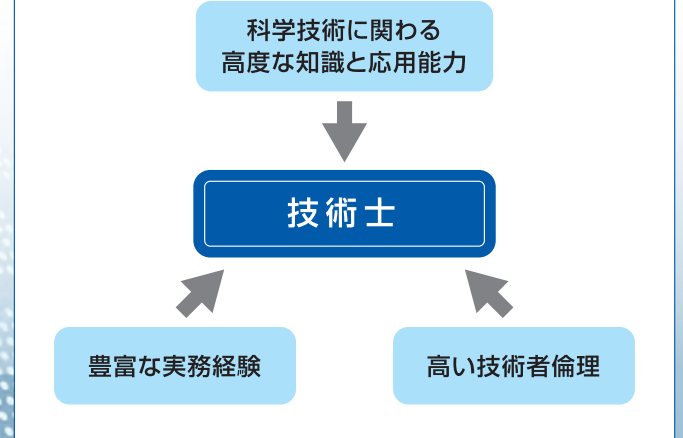 科学技術に関わる
高度な知識と応用能力
技術士
豊富な実務経験
高い技術者倫理